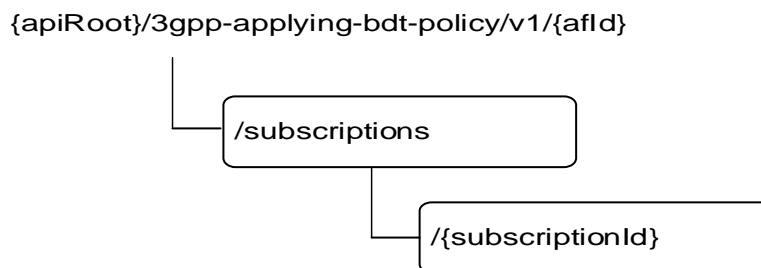 {apiRoot}/3gpp-applying-bdt-policy/v1/{afId}
/subscriptions
/{subscriptionId}